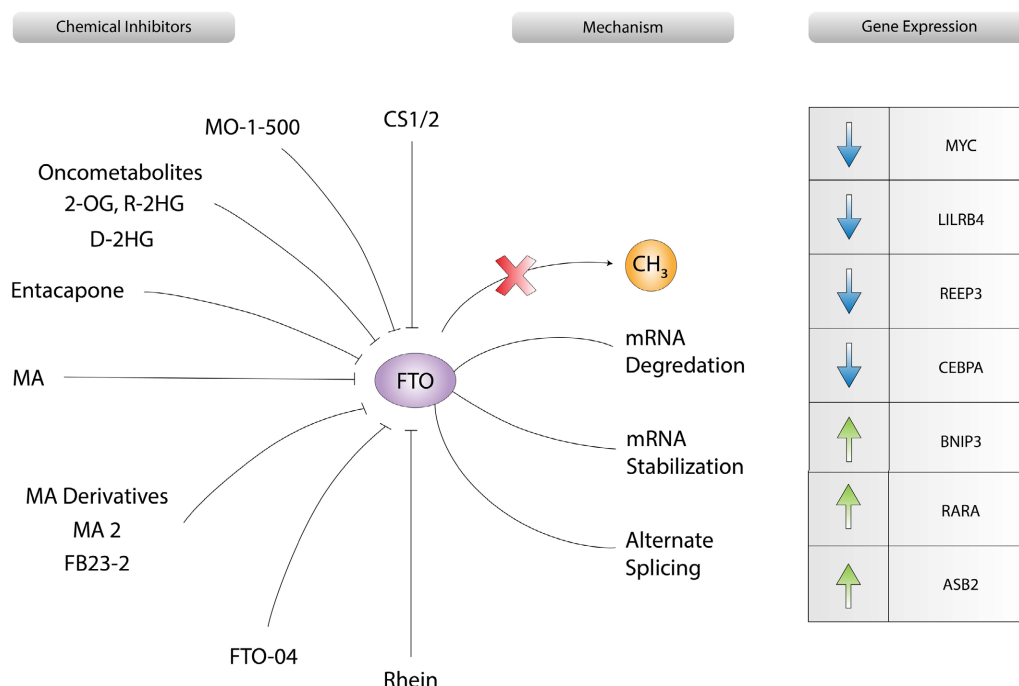 Chemical Inhibitors
Mechanism
Gene Expression
MO-1-500
CS1/2
Oncometabolites
2-OG, R-2HG
D-2HG
Entacapone
MA
MA Derivatives
MA 2
FB23-2
FTO-04
Rhein
FTO
CH₃
mRNA
Degredation
mRNA
Stabilization
Alternate
Splicing
MYC
LILRB4
REEP3
CEBPA
BNIP3
RARA
ASB2